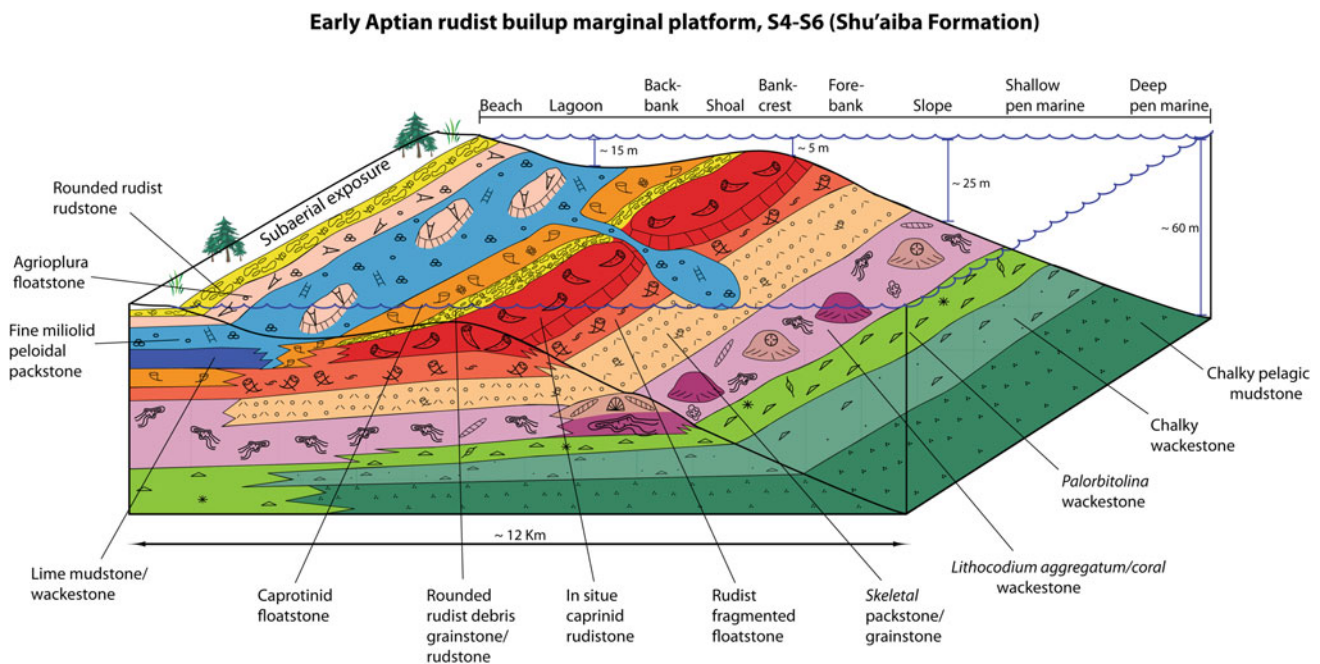 Early Aptian rudist builup marginal platform, S4-S6 (Shu’aiba Formation)
Beach
Lagoon
Back-
bank
Shoal
Bank-
crest
Fore-
bank
Slope
Shallow
pen marine
Deep
pen marine
~ 15 m
~ 5 m
~ 25 m
~ 60 m
Subaerial exposure
Rounded rudist
rudstone
Agrioplura
floatstone
Fine miliolid
peloidal
packstone
Chalky pelagic
mudstone
Chalky
wackestone
Palorbitolina
wackestone
~ 12 Km
Lithocodium aggregatum/coral
wackestone
Lime mudstone/
wackestone
Caprotinid
floatstone
Rounded
rudist debris
grainstone/
rudstone
In situe
caprinid
rudistone
Rudist
fragmented
floatstone
Skeletal
packstone/
grainstone